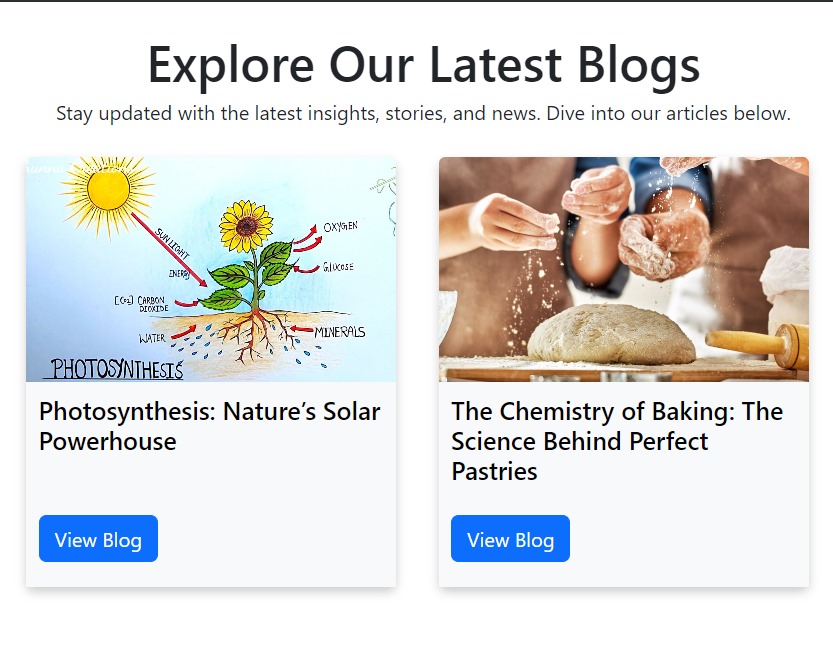 Explore Our Latest Blogs
Stay updated with the latest insights, stories, and news. Dive into our articles below.
SUNLIGHT
ENERGY
OXYGEN
GLUCOSE
[CO2] CARBON
DIOXIDE
WATER
MINERALS
PHOTOSYNTHESIS
Photosynthesis: Nature’s Solar
Powerhouse
View Blog
The Chemistry of Baking: The
Science Behind Perfect
Pastries
View Blog